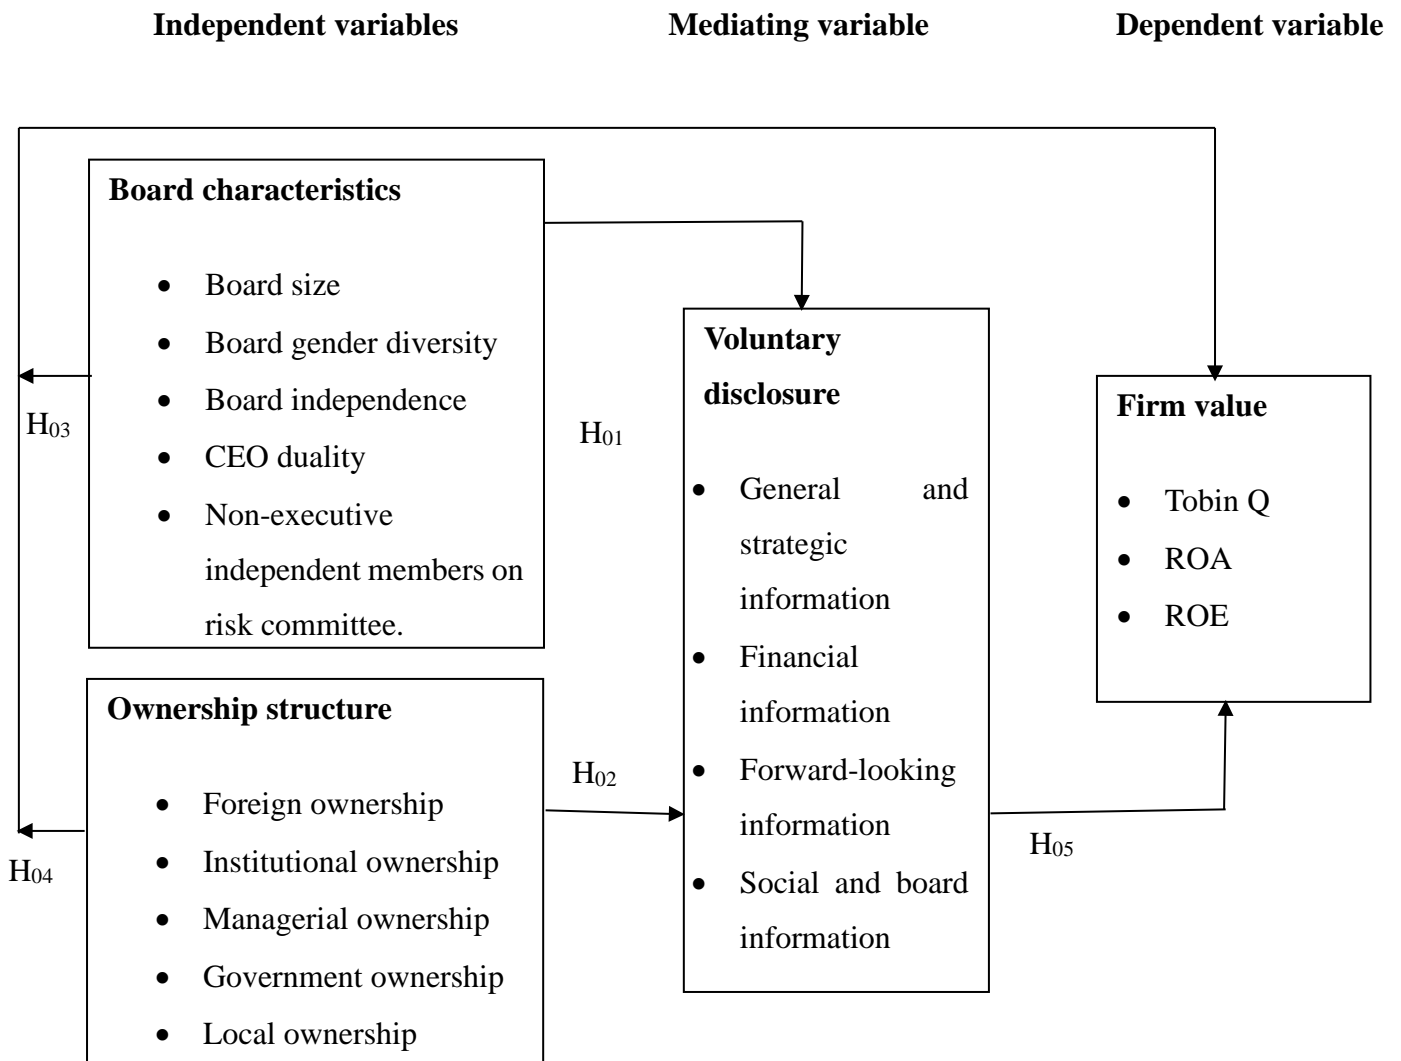 Independent variables
Mediating variable
Dependent variable
Board characteristics
• Board size
• Board gender diversity
• Board independence
• CEO duality
• Non-executive
independent members on
risk committee.
H03
H01
Ownership structure
• Foreign ownership
• Institutional ownership
• Managerial ownership
• Government ownership
• Local ownership
H04
H02
Voluntary
disclosure
• General and
strategic
information
• Financial
information
• Forward-looking
information
• Social and board
information
H05
Firm value
• Tobin Q
• ROA
• ROE